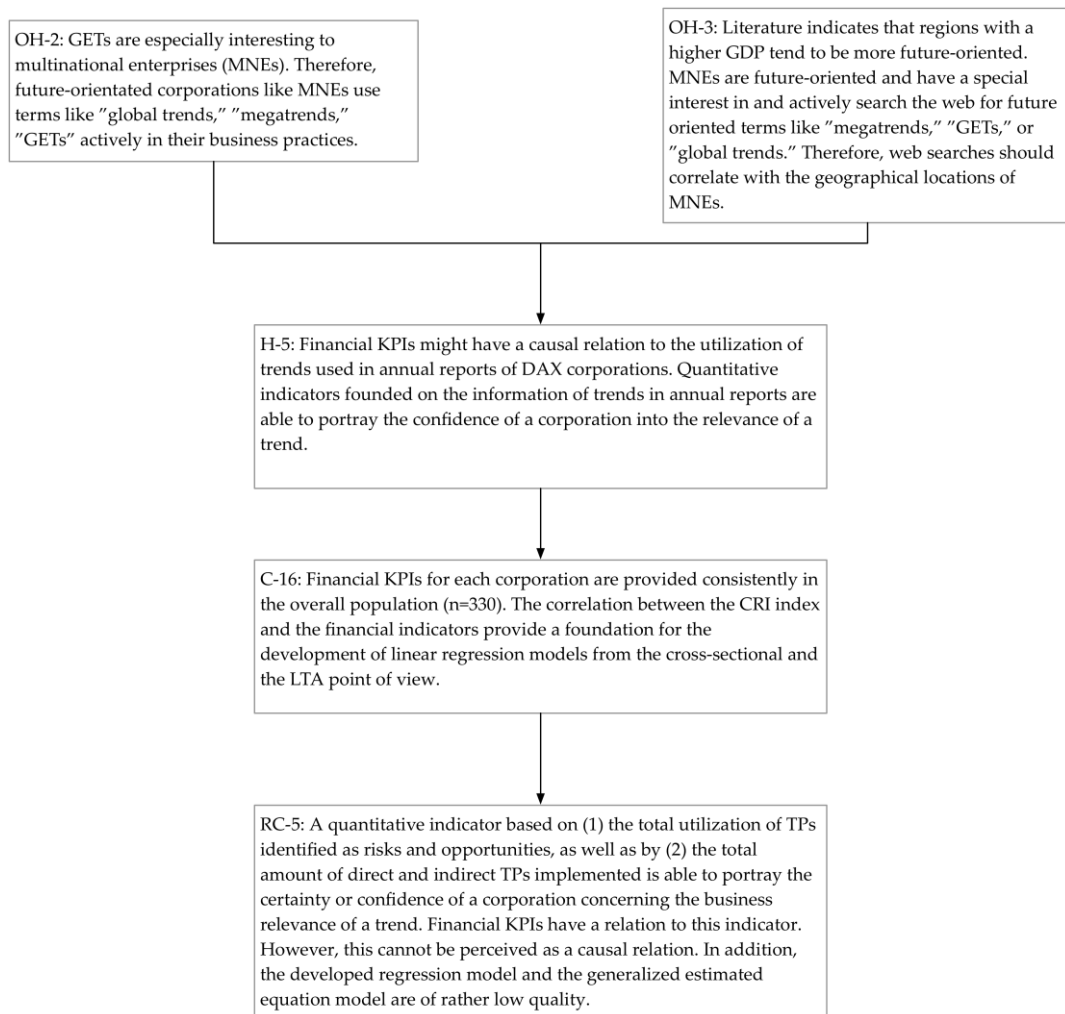 OH-2: GETs are especially interesting to
multinational enterprises (MNEs). Therefore,
future-orientated corporations like MNEs use
terms like ”global trends,” ”megatrends,”
”GETs” actively in their business practices.
OH-3: Literature indicates that regions with a
higher GDP tend to be more future-oriented.
MNEs are future-oriented and have a special
interest in and actively search the web for future
oriented terms like ”megatrends,” ”GETs,” or
”global trends.” Therefore, web searches should
correlate with the geographical locations of
MNEs.
H-5: Financial KPIs might have a causal relation to the utilization of
trends used in annual reports of DAX corporations. Quantitative
indicators founded on the information of trends in annual reports are
able to portray the confidence of a corporation into the relevance of a
trend.
C-16: Financial KPIs for each corporation are provided consistently in
the overall population (n=330). The correlation between the CRI index
and the financial indicators provide a foundation for the
development of linear regression models from the cross-sectional and
the LTA point of view.
RC-5: A quantitative indicator based on (1) the total utilization of TPs
identified as risks and opportunities, as well as by (2) the total
amount of direct and indirect TPs implemented is able to portray the
certainty or confidence of a corporation concerning the business
relevance of a trend. Financial KPIs have a relation to this indicator.
However, this cannot be perceived as a causal relation. In addition,
the developed regression model and the generalized estimated
equation model are of rather low quality.